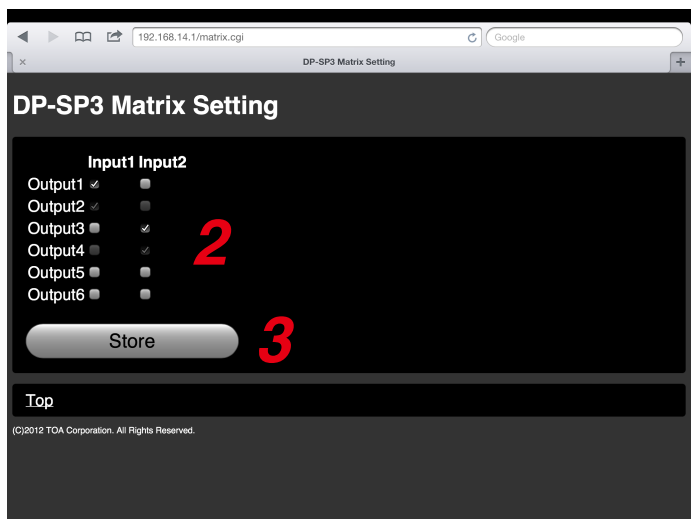 192.168.14.1/matrix.cgi
Google
DP-SP3 Matrix Setting
DP-SP3 Matrix Setting
Input1 Input2
Output1
Output2
Output3
Output4
Output5
Output6
2
Store
3
Top
(C)2012 TOA Corporation. All Rights Reserved.